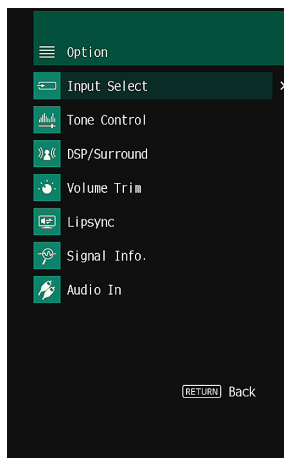 Option
Input Select
Tone Control
DSP/Surround
Volume Trim
Lipsync
Signal Info.
Audio In
RETURN Back